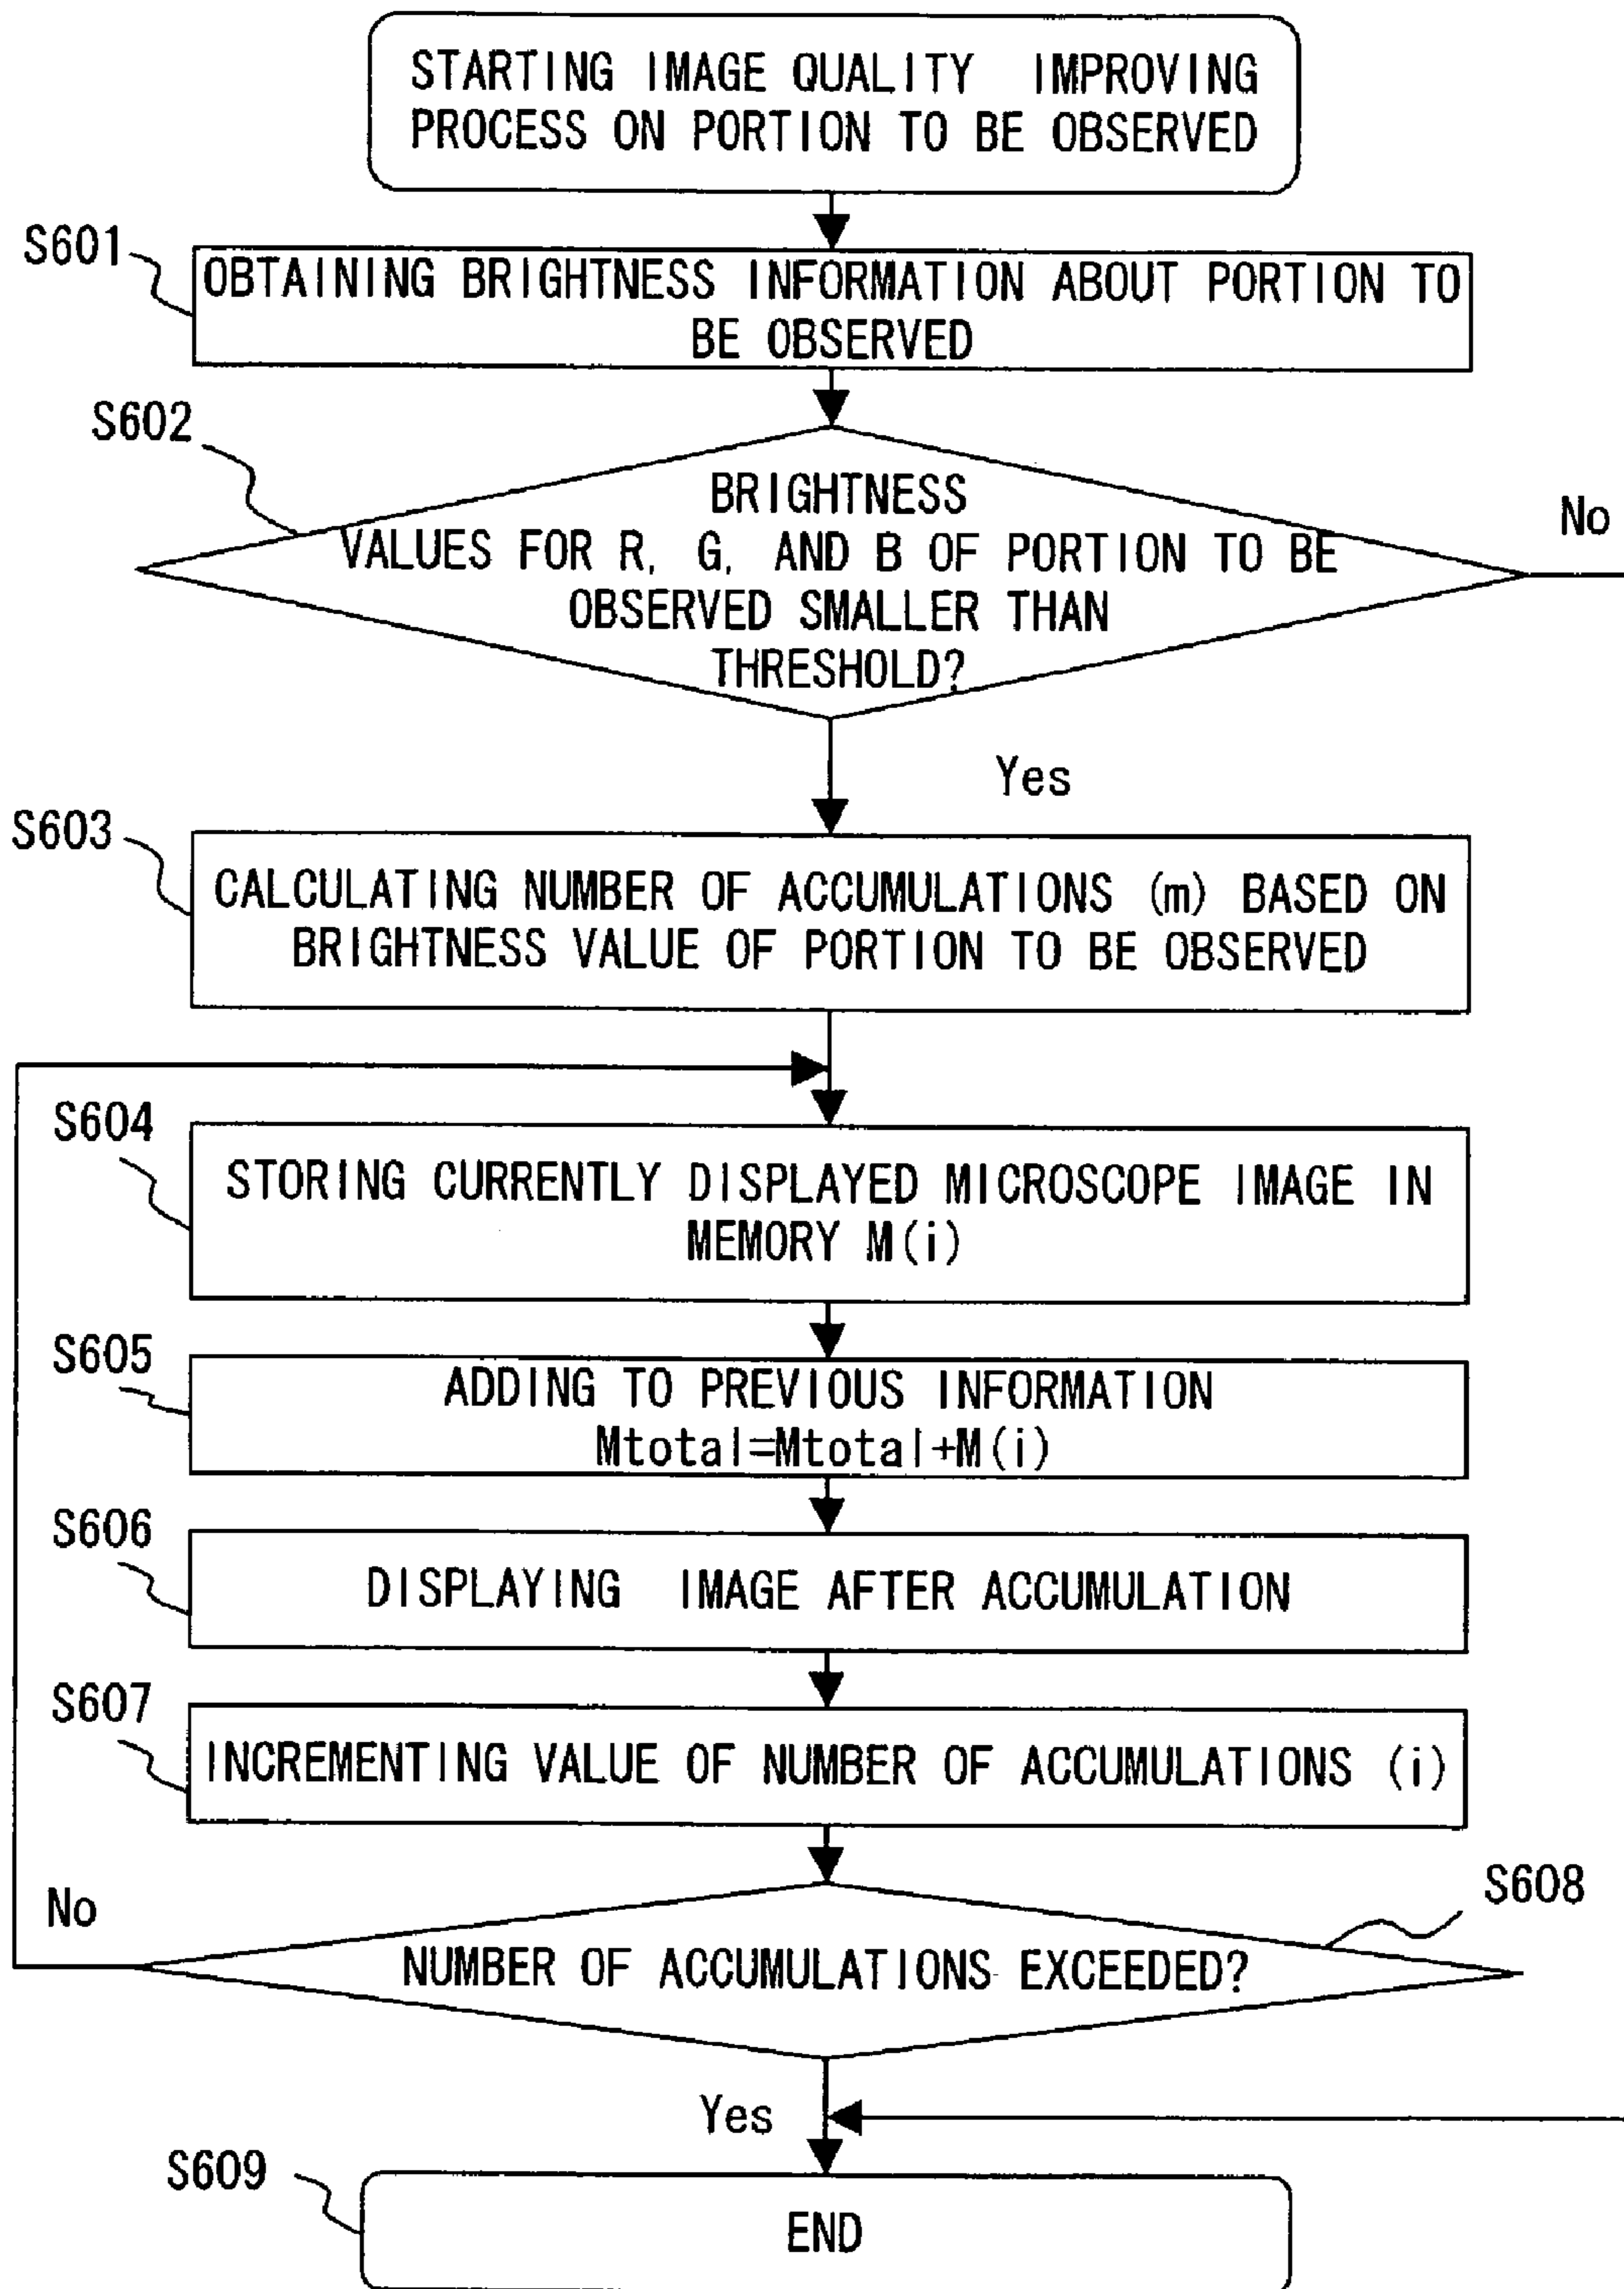 STARTING IMAGE QUALITY IMPROVING
PROCESS ON PORTION TO BE OBSERVED
S601
OBTAINING BRIGHTNESS INFORMATION ABOUT PORTION TO
BE OBSERVED
S602
BRIGHTNESS
VALUES FOR R, G, AND B OF PORTION TO BE
OBSERVED SMALLER THAN
THRESHOLD?
No
Yes
S603
CALCULATING NUMBER OF ACCUMULATIONS (m) BASED ON
BRIGHTNESS VALUE OF PORTION TO BE OBSERVED
S604
STORING CURRENTLY DISPLAYED MICROSCOPE IMAGE IN
MEMORY M(i)
S605
ADDING TO PREVIOUS INFORMATION
Mtotal=Mtotal+M(i)
S606
DISPLAYING IMAGE AFTER ACCUMULATION
S607
INCREMENTING VALUE OF NUMBER OF ACCUMULATIONS (i)
S608
No
NUMBER OF ACCUMULATIONS EXCEEDED?
Yes
S609
END